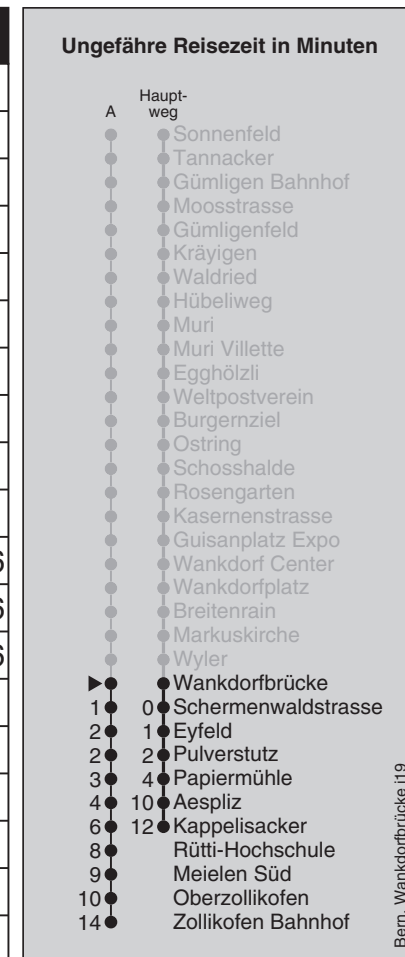 Ungefähre Reisezeit in Minuten
Haupt-
A weg
Sonnenfeld
Tannacker
Gümligen Bahnhof
Moosstrasse
Gümligenfeld
Kräyigen
Waldried
Hübeliweg
Muri
Muri Villette
Egghölzli
Weltpostverein
Burgernziel
Ostring
Schosshalde
Rosengarten
Kasernenstrasse
Guisanplatz Expo
Wankdorf Center
Wankdorfplatz
Breitenrain
Markuskirche
Wyler
Wankdorfbrücke
1 0 Schermenwaldstrasse
2 1 Eyfeld
2 2 Pulverstutz
3 4 Papiermühle
4 10 Aespliz
6 12 Kappelisacker
8 Rütti-Hochschule
9 Meielen Süd
10 Oberzollikofen
14 Zollikofen Bahnhof
Bern, Wankdorfbrücke i19